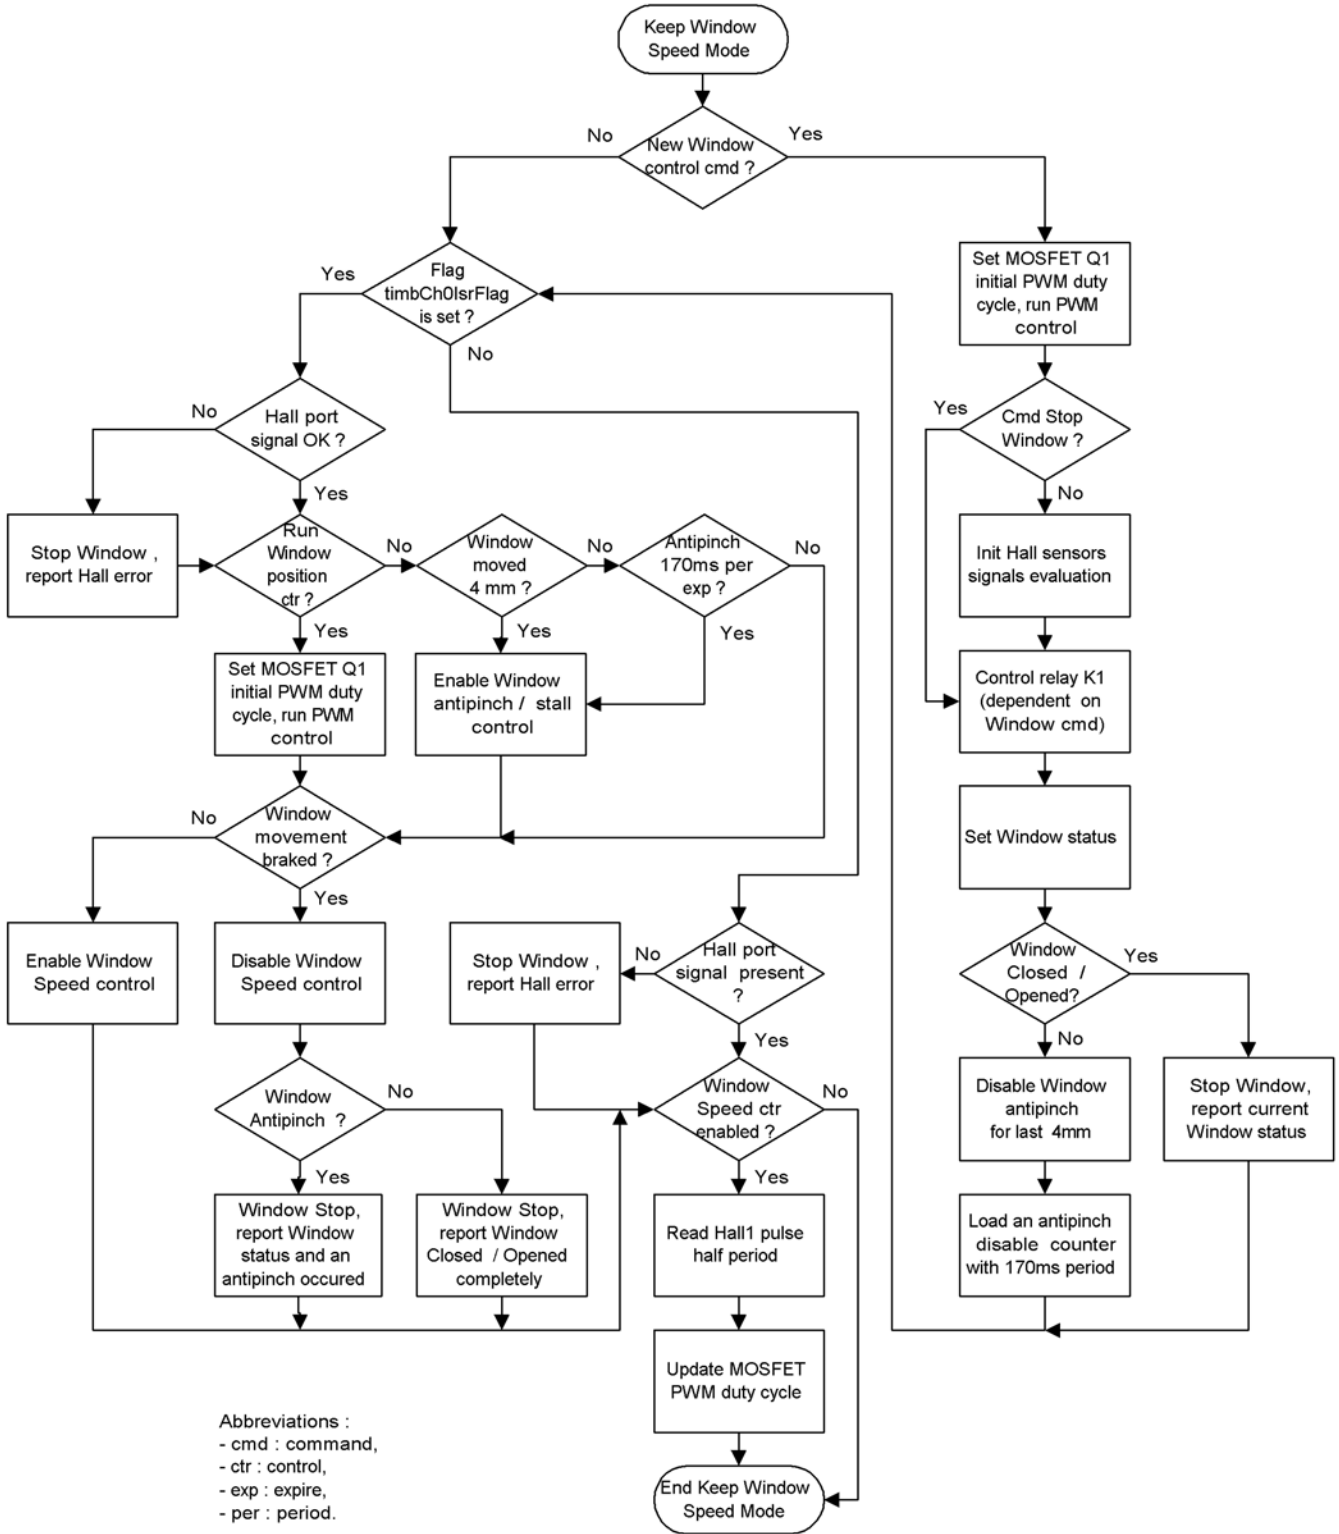 Keep Window
Speed Mode
No
Yes
New Window
control cmd ?
Yes
Flag
timbCh0IsrFlag
is set ?
No
Set MOSFET Q1
initial PWM duty
cycle, run PWM
control
No
Hall port
signal OK ?
Yes
Yes
Cmd Stop
Window ?
No
Stop Window ,
report Hall error
Run
Window
position
ctr ?
No
Window
moved
4 mm ?
No
Antipinch
170ms per
exp ?
No
Init Hall sensors
signals evaluation
Yes
Yes
Yes
Set MOSFET Q1
initial PWM duty
cycle, run PWM
control
Enable Window
antipinch / stall
control
Control relay K1
(dependent on
Window cmd)
No
Window
movement
braked ?
Yes
Set Window status
Enable Window
Speed control
Disable Window
Speed control
Stop Window ,
report Hall error
No
Hall port
signal present
?
Yes
Window
Closed /
Opened?
Yes
No
Window
Antipinch ?
No
Yes
Window
Speed ctr
enabled ?
No
Yes
Disable Window
antipinch
for last 4mm
Stop Window,
report current
Window status
Window Stop,
report Window
status and an
antipinch occured
Window Stop,
report Window
Closed / Opened
completely
Read Hall1 pulse
half period
Load an antipinch
disable counter
with 170ms period
Update MOSFET
PWM duty cycle
End Keep Window
Speed Mode
Abbreviations :
- cmd : command,
- ctr : control,
- exp : expire,
- per : period.